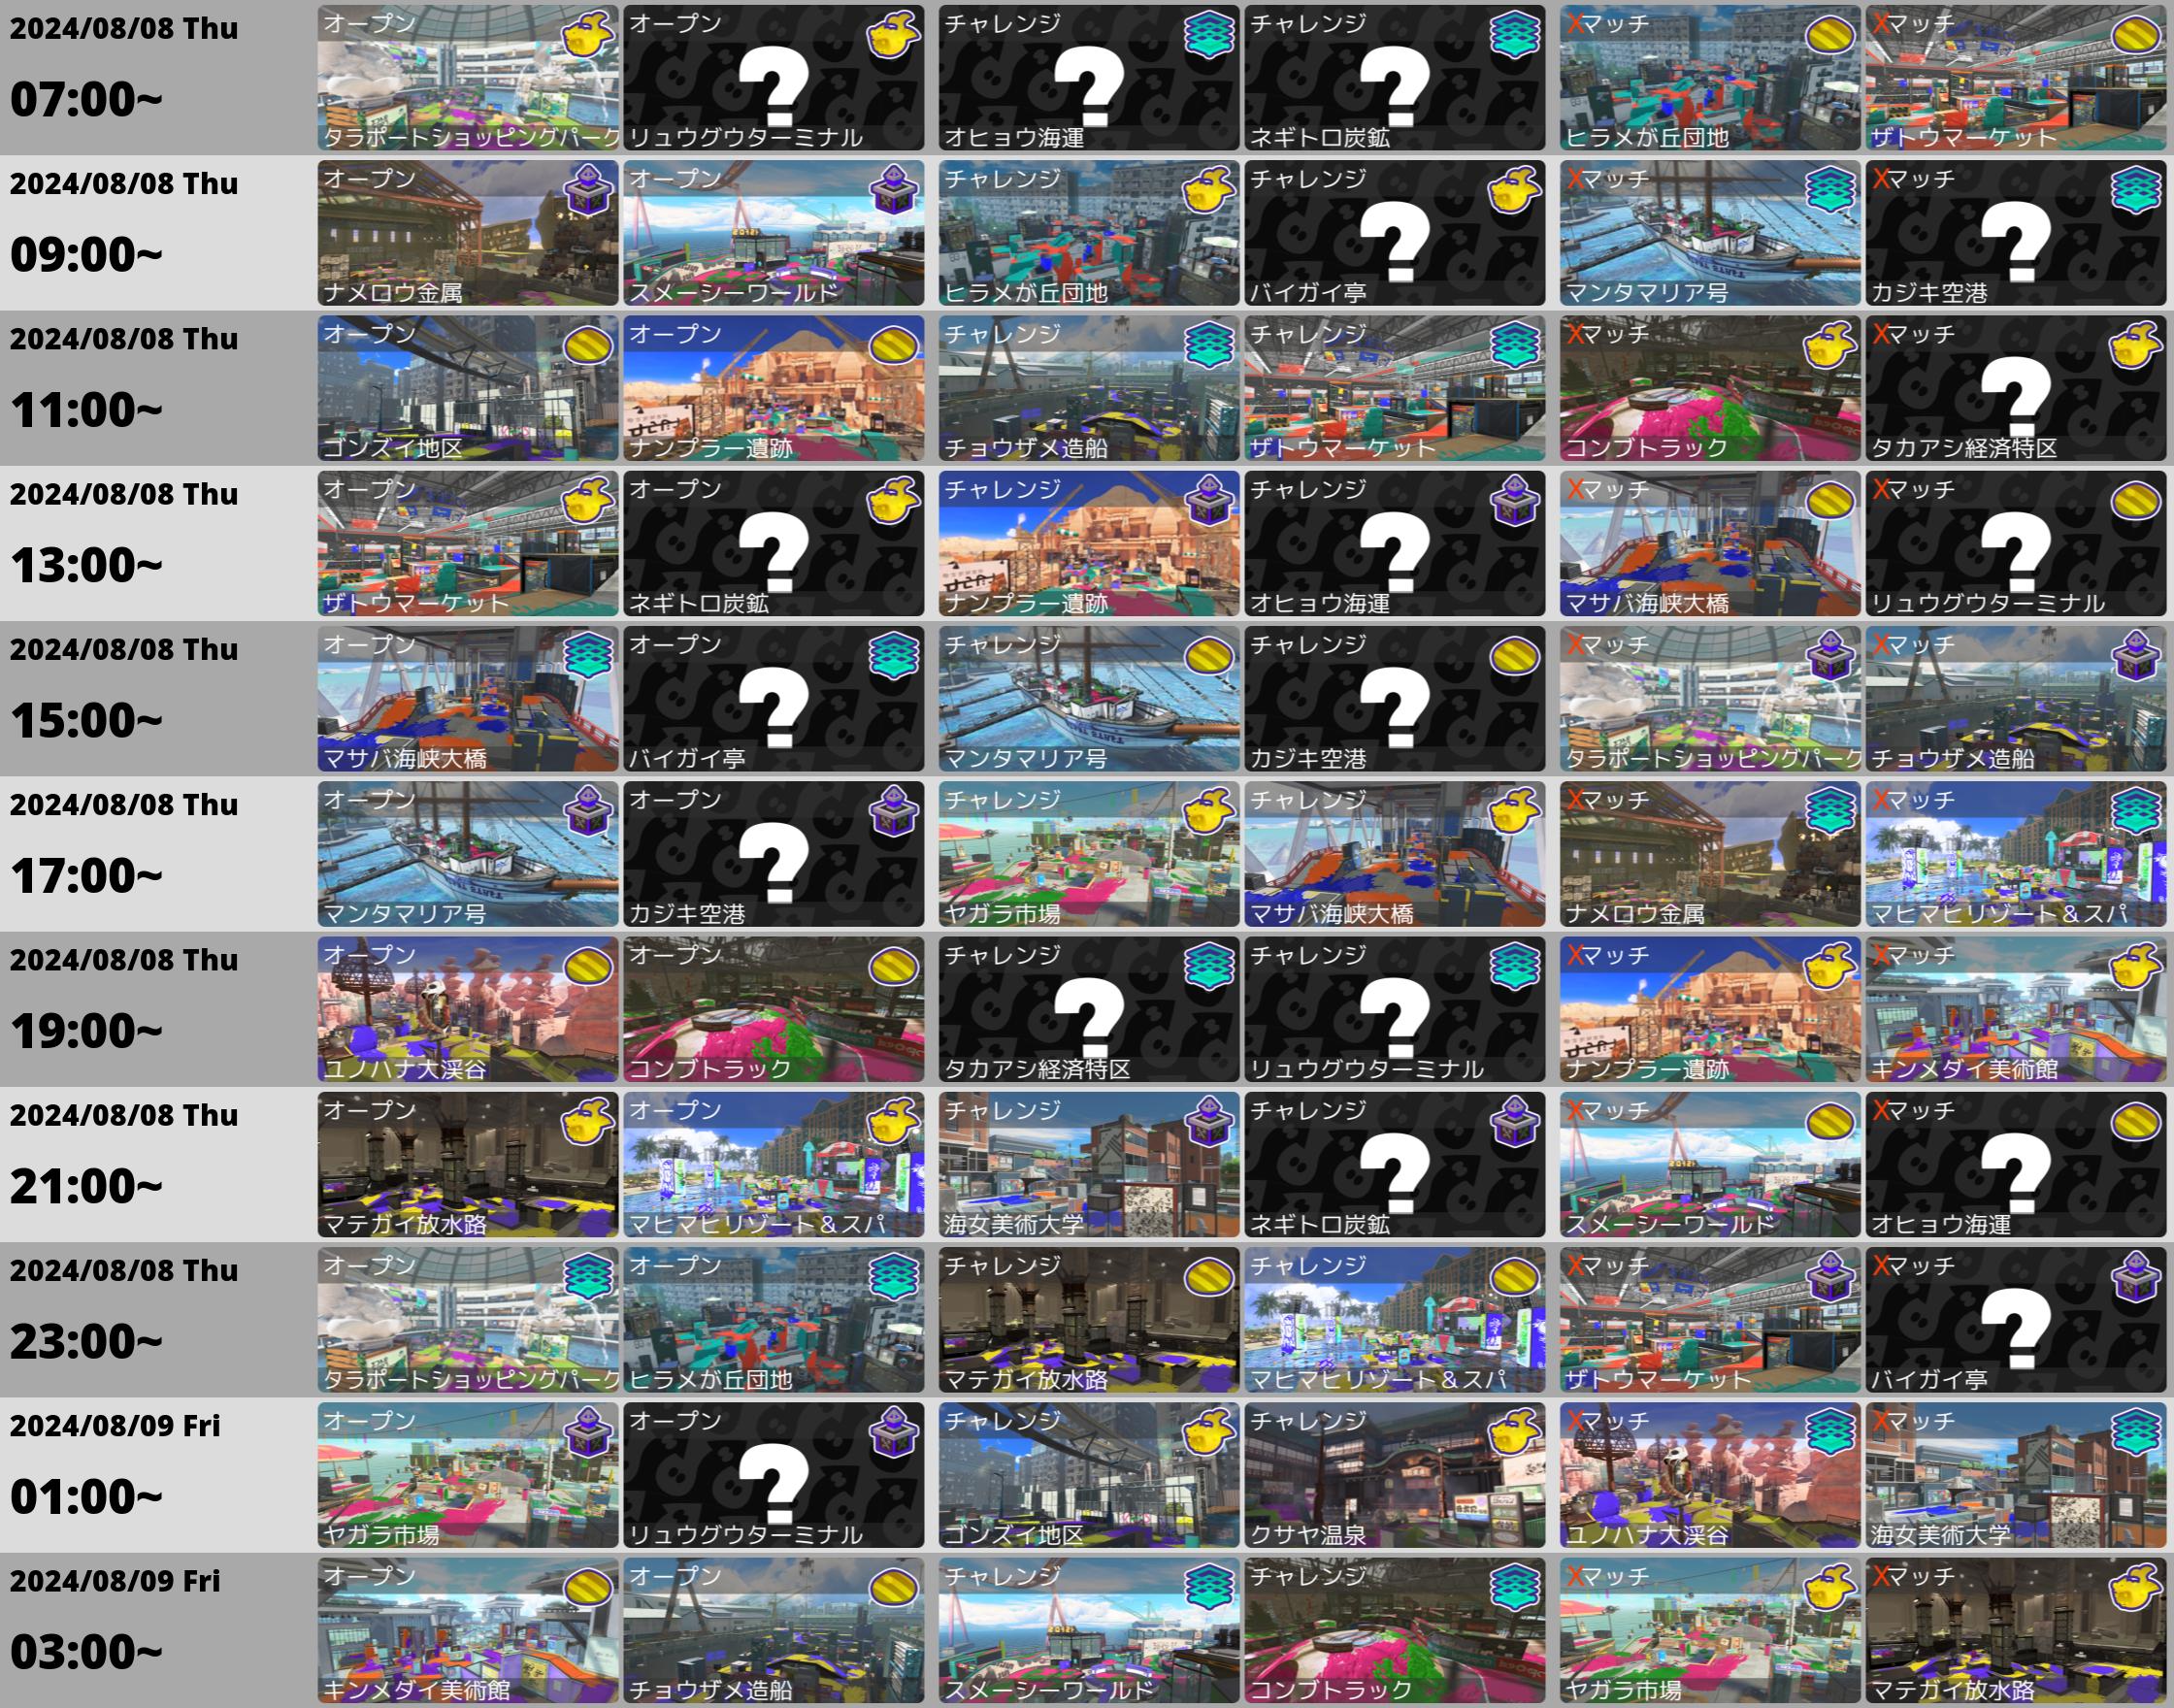 2024/08/08 Thu
07:00~
オープン
タラポートショッピングパーク
オープン
リュウグウターミナル
チャレンジ
オヒョウ海運
チャレンジ
ネギトロ炭鉱
Xマッチ
ヒラメが丘団地
Xマッチ
ザトウマーケット
2024/08/08 Thu
09:00~
オープン
ナメロウ金属
オープン
スメーシーワールド
チャレンジ
ヒラメが丘団地
チャレンジ
バイガイ亭
Xマッチ
マンタマリア号
Xマッチ
カジキ空港
2024/08/08 Thu
11:00~
オープン
ゴンズイ地区
オープン
ナンプラー遺跡
チャレンジ
チョウザメ造船
チャレンジ
ザトウマーケット
Xマッチ
コンブトラック
Xマッチ
タカアシ経済特区
2024/08/08 Thu
13:00~
オープン
ザトウマーケット
オープン
ネギトロ炭鉱
チャレンジ
ナンプラー遺跡
チャレンジ
オヒョウ海運
Xマッチ
マサバ海峡大橋
Xマッチ
リュウグウターミナル
2024/08/08 Thu
15:00~
オープン
マサバ海峡大橋
オープン
バイガイ亭
チャレンジ
マンタマリア号
チャレンジ
カジキ空港
Xマッチ
タラポートショッピングパーク
Xマッチ
チョウザメ造船
2024/08/08 Thu
17:00~
オープン
マンタマリア号
オープン
カジキ空港
チャレンジ
ヤガラ市場
チャレンジ
マサバ海峡大橋
Xマッチ
ナメロウ金属
Xマッチ
マヒマヒリゾート＆スパ
2024/08/08 Thu
19:00~
オープン
ユノハナ大渓谷
オープン
コンブトラック
チャレンジ
タカアシ経済特区
チャレンジ
リュウグウターミナル
Xマッチ
ナンプラー遺跡
Xマッチ
キンメダイ美術館
2024/08/08 Thu
21:00~
オープン
マテガイ放水路
オープン
マヒマヒリゾート＆スパ
チャレンジ
海女美術大学
チャレンジ
ネギトロ炭鉱
Xマッチ
スメーシーワールド
Xマッチ
オヒョウ海運
2024/08/08 Thu
23:00~
オープン
タラポートショッピングパーク
オープン
ヒラメが丘団地
チャレンジ
マテガイ放水路
チャレンジ
マヒマヒリゾート＆スパ
Xマッチ
ザトウマーケット
Xマッチ
バイガイ亭
2024/08/09 Fri
01:00~
オープン
ヤガラ市場
オープン
リュウグウターミナル
チャレンジ
ゴンズイ地区
チャレンジ
クサヤ温泉
Xマッチ
ユノハナ大渓谷
Xマッチ
海女美術大学
2024/08/09 Fri
03:00~
オープン
キンメダイ美術館
オープン
チョウザメ造船
チャレンジ
スメーシーワールド
チャレンジ
コンブトラック
Xマッチ
ヤガラ市場
Xマッチ
マテガイ放水路